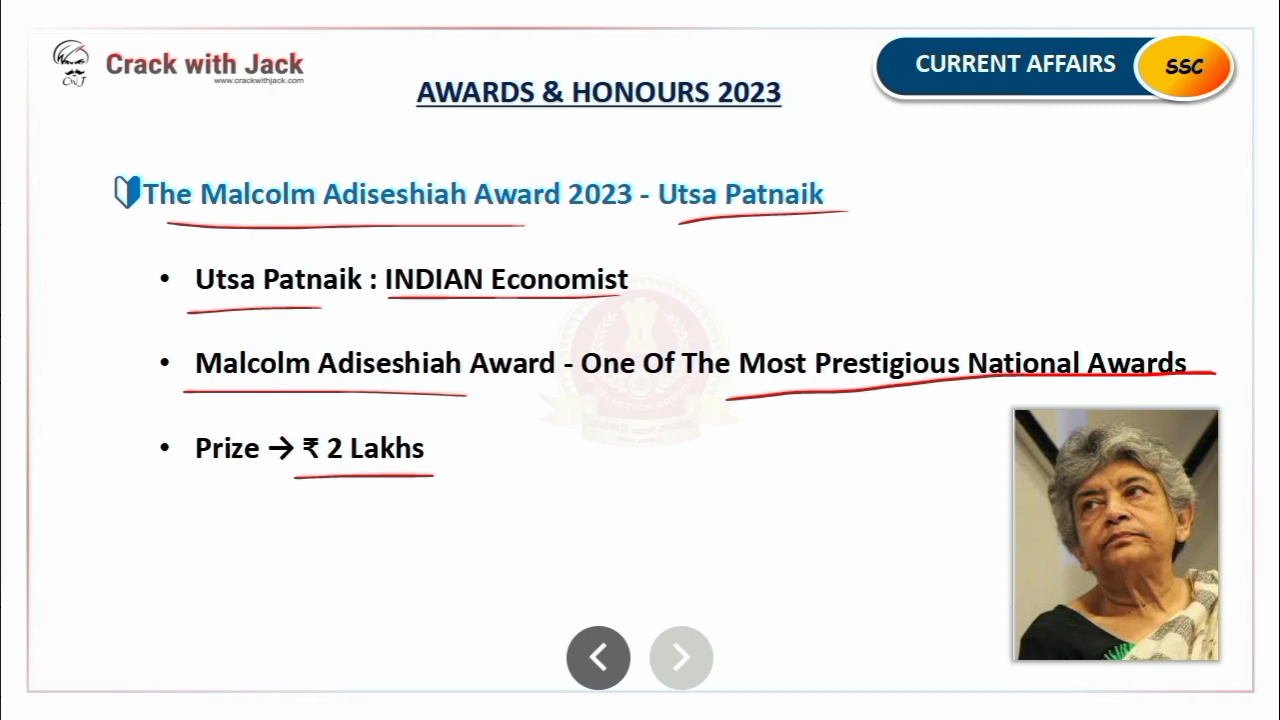 Crack with Jack
www.crackwithjack.com
CwJ
CURRENT AFFAIRS
SSC
AWARDS & HONOURS 2023
The Malcolm Adiseshiah Award 2023 - Utsa Patnaik
• Utsa Patnaik : INDIAN Economist
• Malcolm Adiseshiah Award - One Of The Most Prestigious National Awards
• Prize → ₹ 2 Lakhs